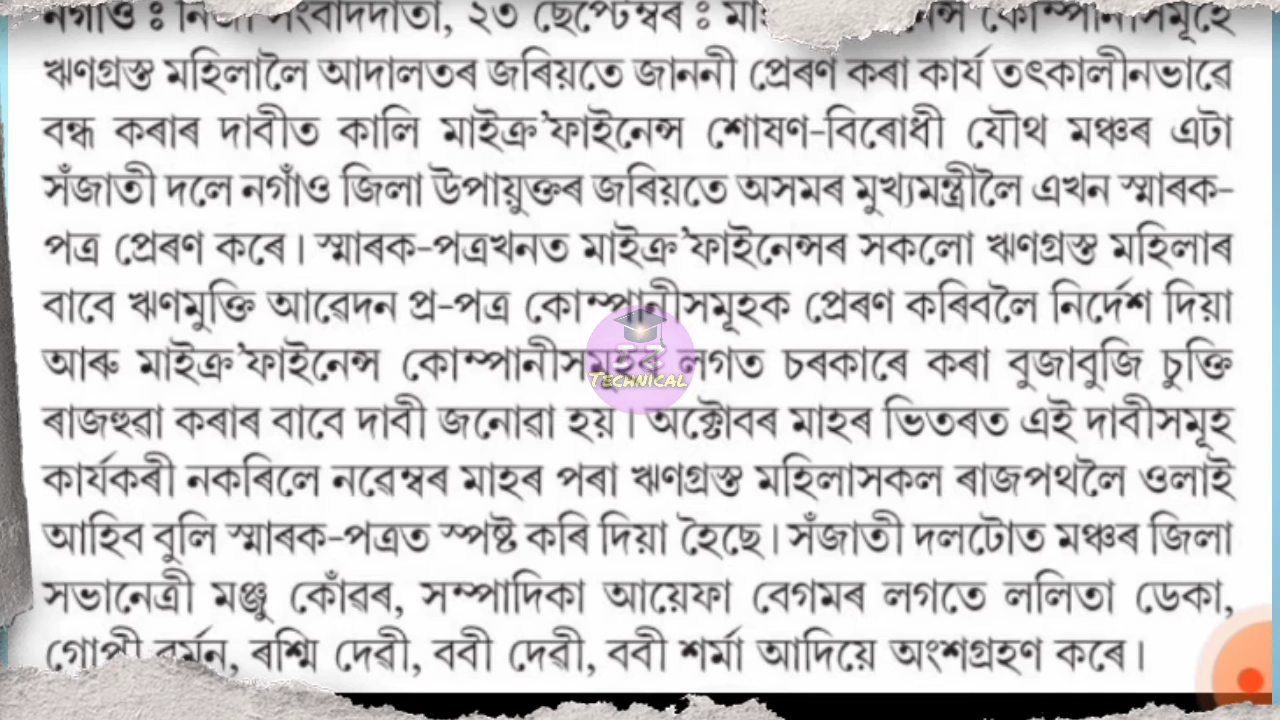 নগাঁও ঃ নিজা সংবাদদাতা, ২৩ ছেপ্টেম্বৰ ঃ কোম্পানীসমূহে
ঋণগ্ৰস্ত মহিলালৈ আদালতৰ জৰিয়তে জাননী প্ৰেৰণ কৰা কাৰ্য তৎকালীনভাৱে
বন্ধ কৰাৰ দাবীত কালি মাইক্ৰ'ফাইনেন্স শোষণ-বিৰোধী যৌথ মঞ্চৰ এটা
সঁজাতী দলে নগাঁও জিলা উপায়ুক্তৰ জৰিয়তে অসমৰ মুখ্যমন্ত্ৰীলৈ এখন স্মাৰক-
পত্ৰ প্ৰেৰণ কৰে। স্মাৰক-পত্ৰখনত মাইক্ৰ'ফাইনেন্সৰ সকলো ঋণগ্ৰস্ত মহিলাৰ
বাবে ঋণমুক্তি আৱেদন প্ৰ-পত্ৰ কোম্পানীসমূহক প্ৰেৰণ কৰিবলৈ নিৰ্দেশ দিয়া
আৰু মাইক্ৰ'ফাইনেন্স কোম্পানীসমূহৰ লগত চৰকাৰে কৰা বুজাবুজি চুক্তি
ৰাজহুৱা কৰাৰ বাবে দাবী জনোৱা হয়। অক্টোবৰ মাহৰ ভিতৰত এই দাবীসমূহ
কাৰ্যকৰী নকৰিলে নৱেম্বৰ মাহৰ পৰা ঋণগ্ৰস্ত মহিলাসকল ৰাজপথলৈ ওলাই
আহিব বুলি স্মাৰক-পত্ৰত স্পষ্ট কৰি দিয়া হৈছে। সঁজাতী দলটোত মঞ্চৰ জিলা
সভানেত্ৰী মঞ্জু কোঁৱৰ, সম্পাদিকা আয়েফা বেগমৰ লগতে ললিতা ডেকা,
গোপী বৰ্মন, ৰশ্মি দেৱী, ববী দেৱী, ববী শৰ্মা আদিয়ে অংশগ্ৰহণ কৰে।
TECHNICAL